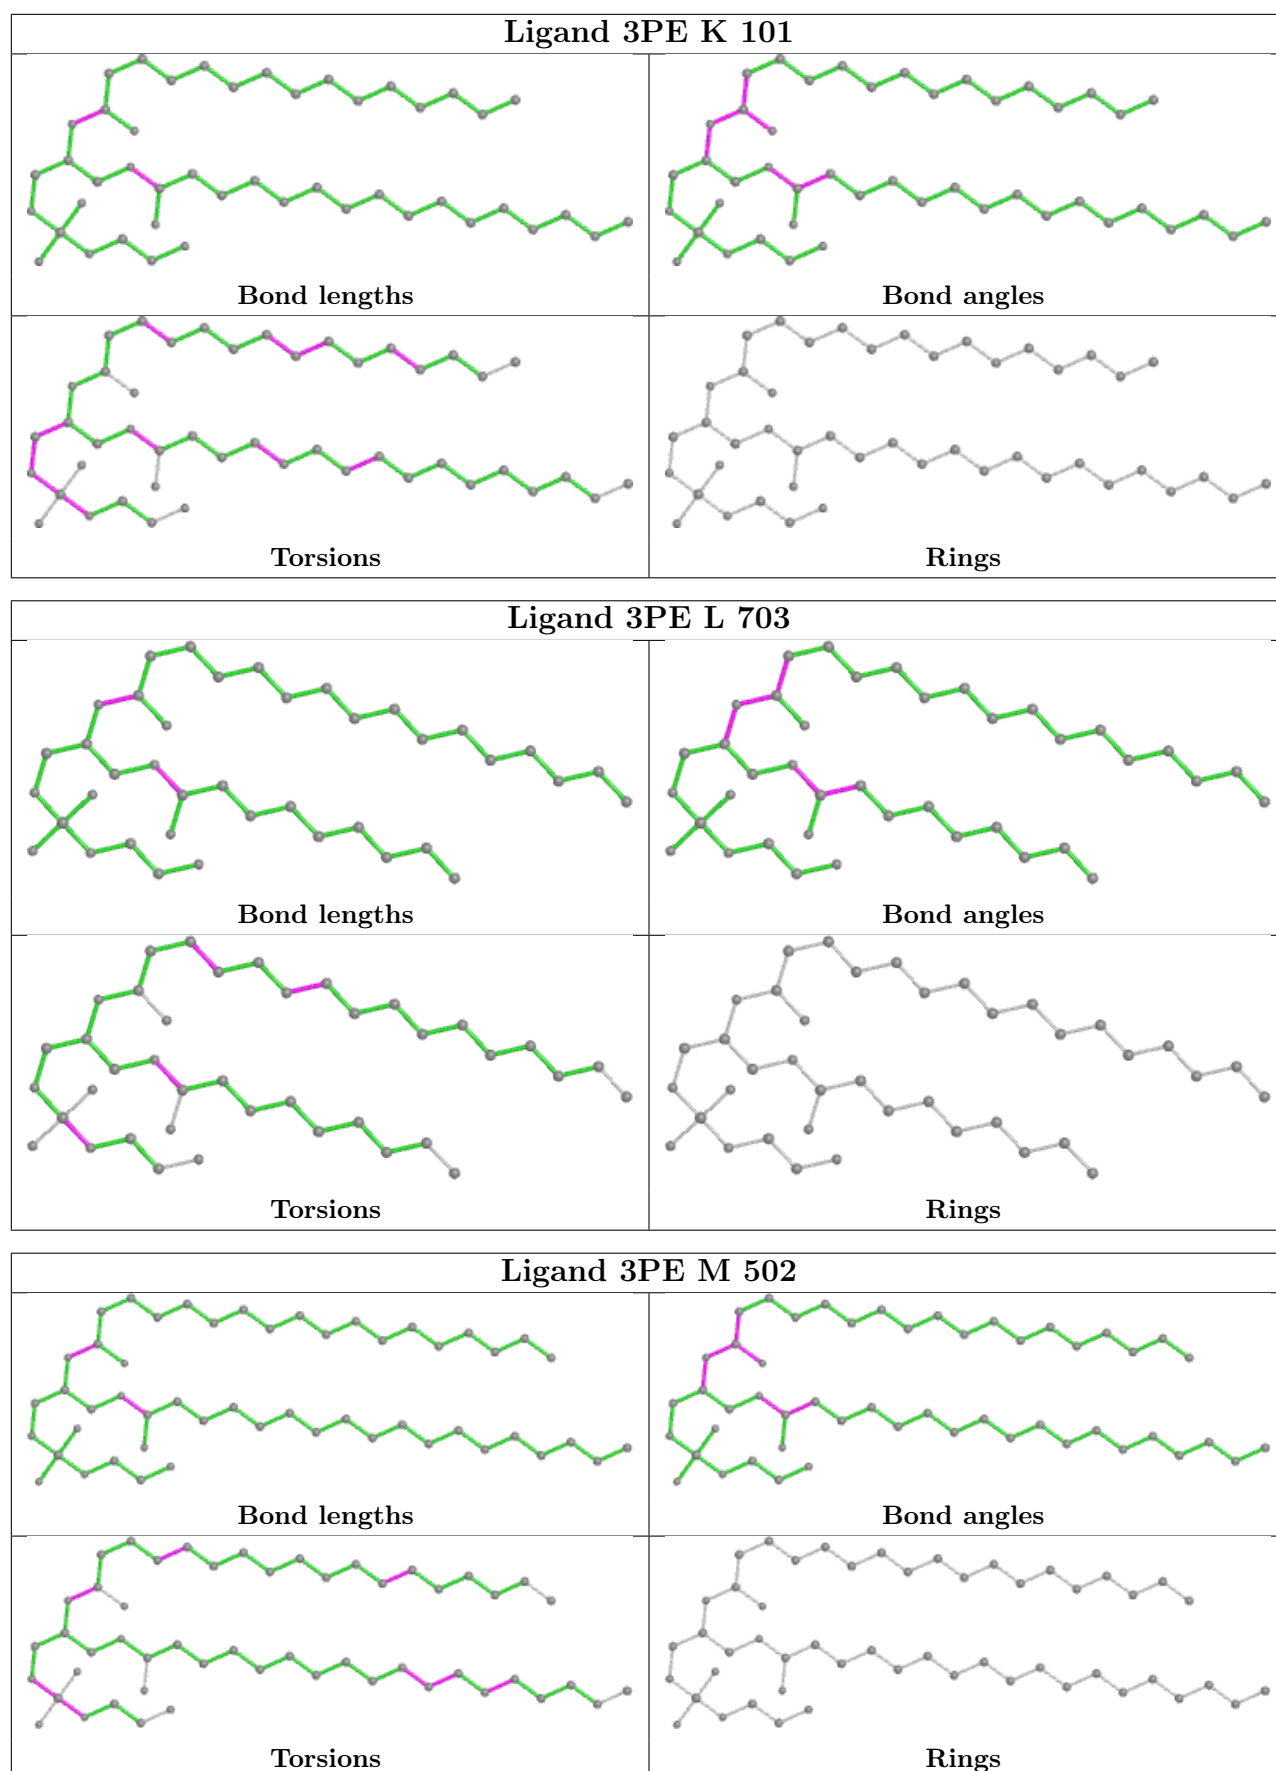 Ligand 3PE K 101
Bond lengths
Bond angles
Torsions
Rings
Ligand 3PE L 703
Bond lengths
Bond angles
Torsions
Rings
Ligand 3PE M 502
Bond lengths
Bond angles
Torsions
Rings